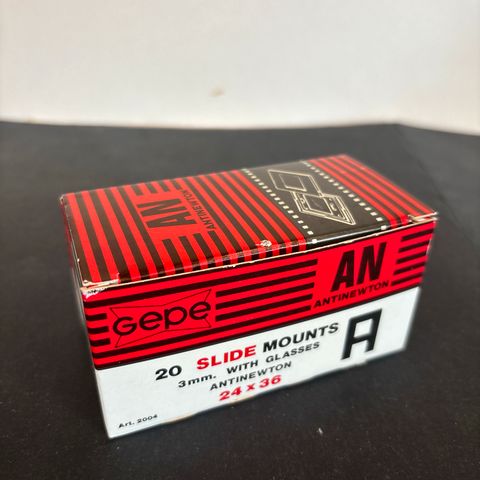 AN
ANTINEWTON
Gepe
AN
ANTINEWTON
20 SLIDE MOUNTS
3mm. WITH GLASSES
ANTINEWTON
24 x 36
A
Art. 2004